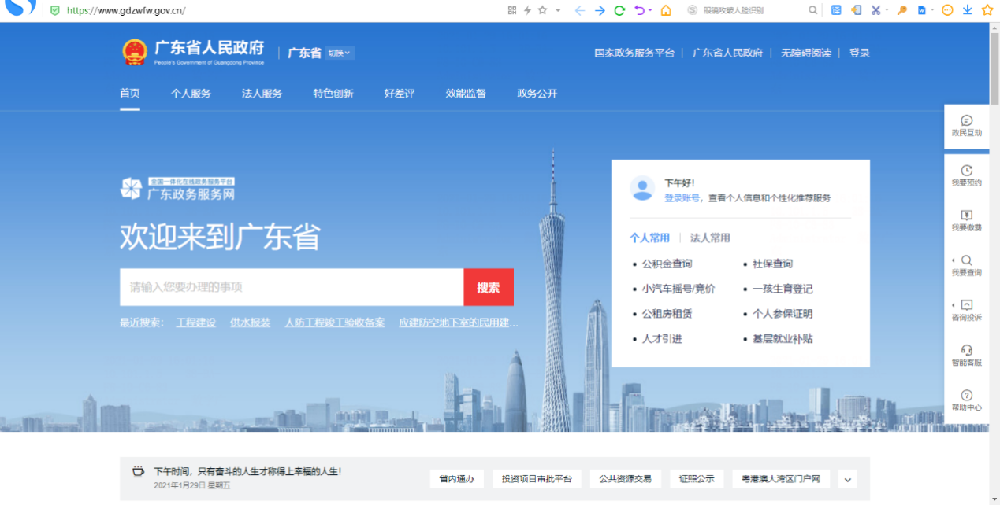 https://www.gdzwfw.gov.cn/
眼镜攻破人脸识别
广东省人民政府
People's Government of Guangdong Province
广东省 切换
国家政务服务平台 广东省人民政府 无障碍阅读 登录
首页 个人服务 法人服务 特色创新 好差评 效能监督 政务公开
全国一体化在线政务服务平台
广东政务服务网
欢迎来到广东省
请输入您要办理的事项 搜索
最近搜索： 工程建设 供水报装 人防工程竣工验收备案 应建防空地下室的民用建...
下午好！
登录账号，查看个人信息和个性化推荐服务
个人常用 法人常用
公积金查询 社保查询
小汽车摇号/竞价 一孩生育登记
公租房租赁 个人参保证明
人才引进 基层就业补贴
政民互动
我要预约
我要缴费
我要查询
咨询投诉
智能客服
帮助中心
下午时间，只有奋斗的人生才称得上幸福的人生！
2021年1月29日 星期五
省内通办 投资项目审批平台 公共资源交易 证照公示 粤港澳大湾区门户网